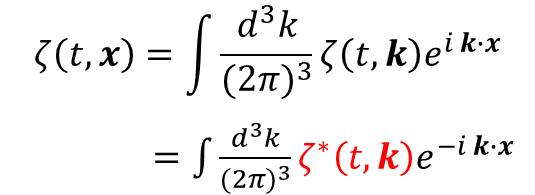 ζ(t, x) = ∫ d³k/(2π)³ ζ(t, k)e^{i k·x}
= ∫ d³k/(2π)³ ζ*(t, k)e^{−i k·x}